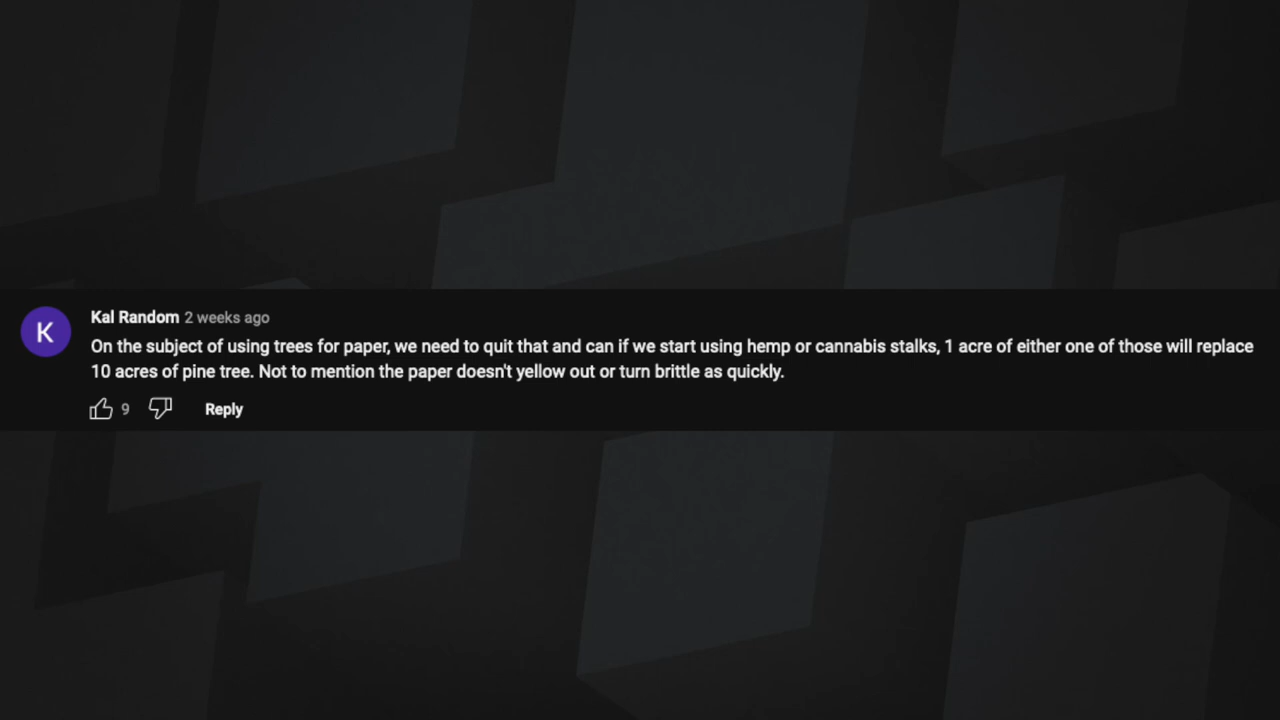 K
Kal Random 2 weeks ago
On the subject of using trees for paper, we need to quit that and can if we start using hemp or cannabis stalks, 1 acre of either one of those will replace
10 acres of pine tree. Not to mention the paper doesn't yellow out or turn brittle as quickly.
9 Reply